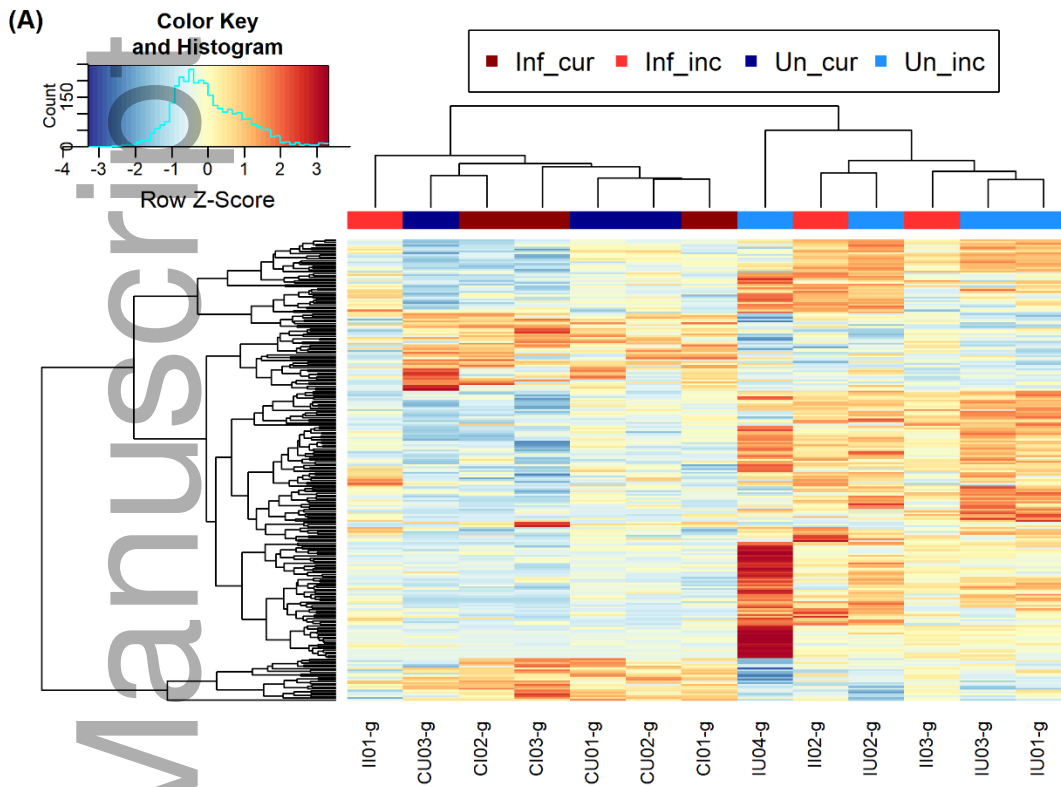 (A)
Color Key
and Histogram
Count
0
150
-4 -3 -2 -1 0 1 2 3
Row Z-Score
Inf_cur Inf_inc Un_cur Un_inc
II01-g
CU03-g
CI02-g
CI03-g
CU01-g
CU02-g
CI01-g
IU04-g
II02-g
IU02-g
II03-g
IU03-g
IU01-g
Manuscript